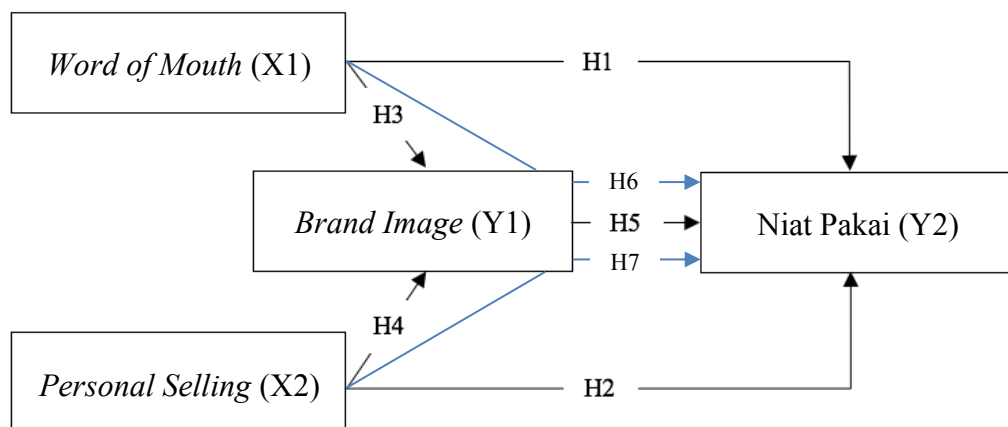 Word of Mouth (X1)
H1
H3
H6
Brand Image (Y1)
H5
Niat Pakai (Y2)
H7
H4
Personal Selling (X2)
H2